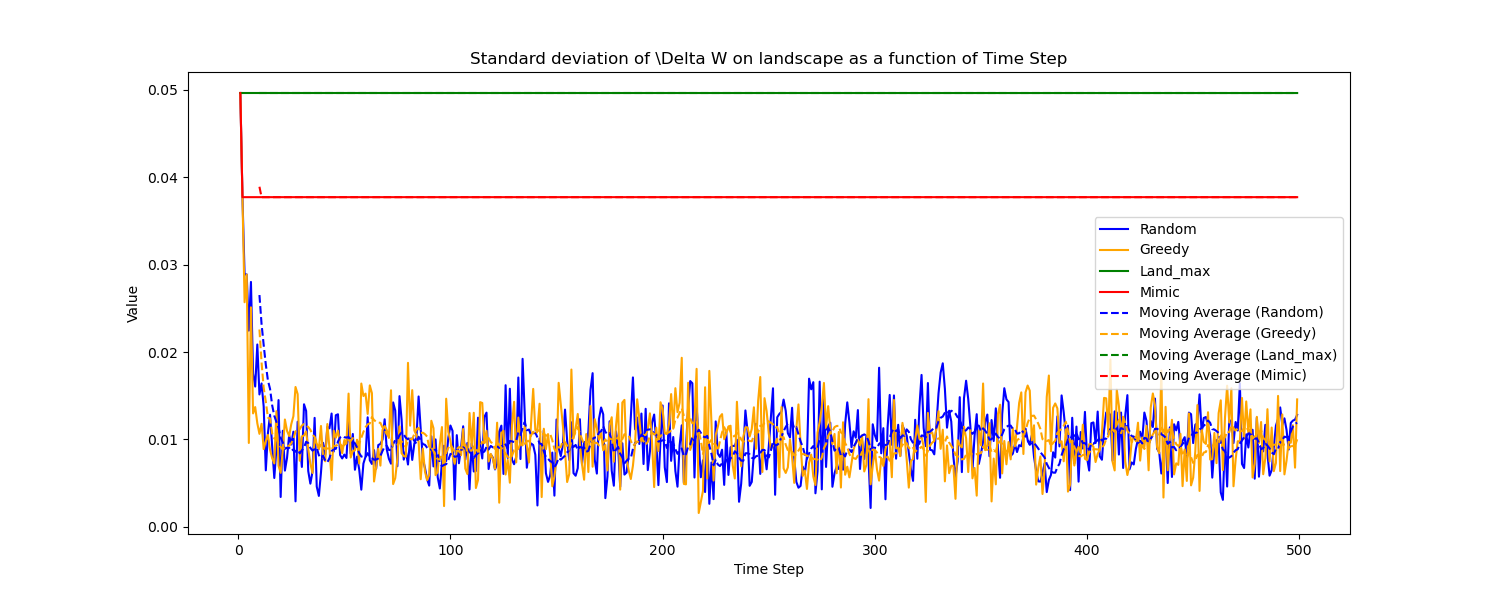 Standard deviation of \Delta W on landscape as a function of Time Step
0.05
0.04
0.03
0.02
0.01
0.00
Value
0
100
200
300
400
500
Time Step
Random
Greedy
Land_max
Mimic
Moving Average (Random)
Moving Average (Greedy)
Moving Average (Land_max)
Moving Average (Mimic)